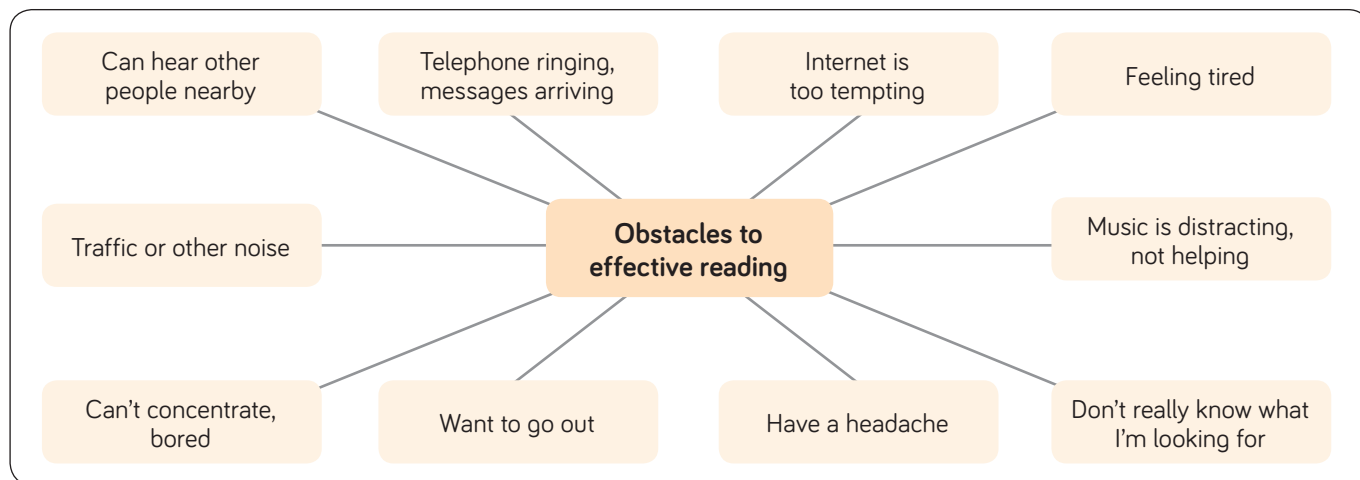 Can hear other
people nearby
Telephone ringing,
messages arriving
Internet is
too tempting
Feeling tired
Traffic or other noise
Obstacles to
effective reading
Music is distracting,
not helping
Can’t concentrate,
bored
Want to go out
Have a headache
Don’t really know what
I’m looking for